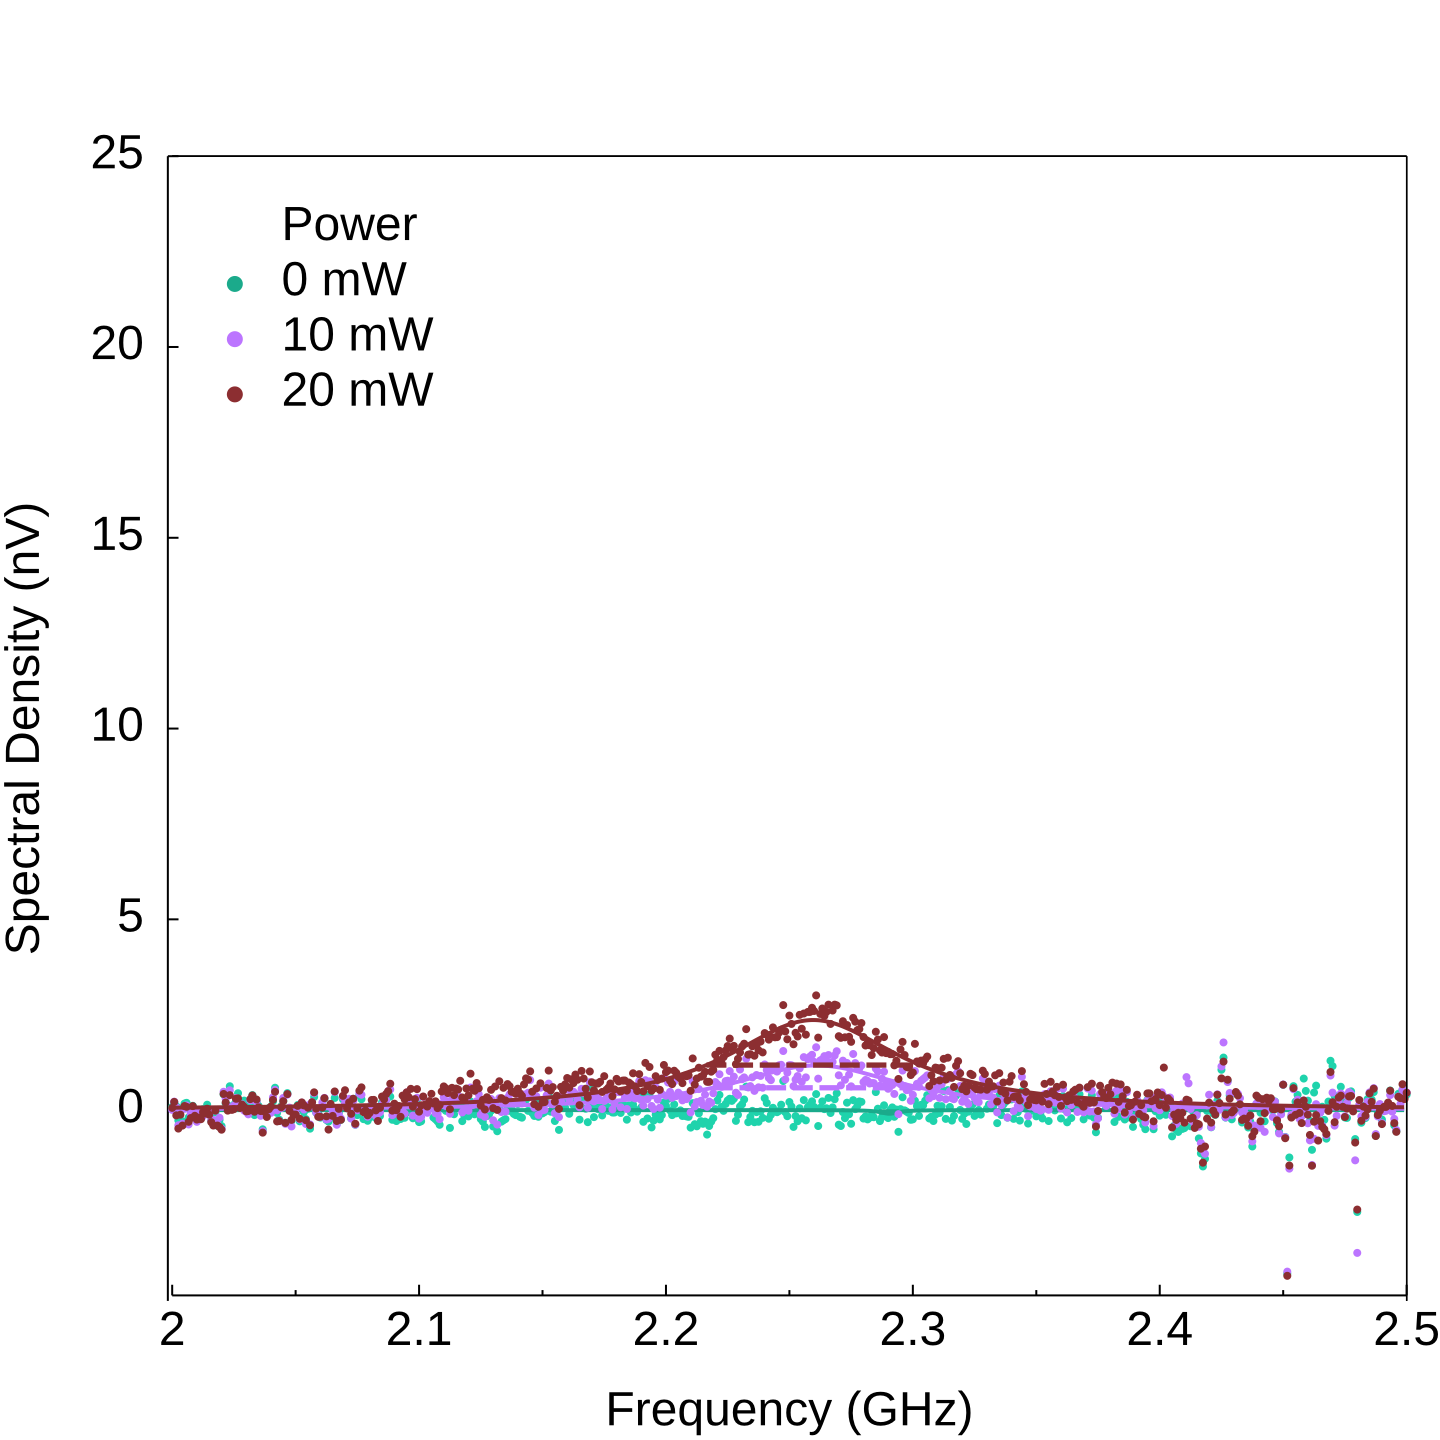 25
Power
0 mW
10 mW
20 mW
20
15
10
5
0
Spectral Density (nV)
2 2.1 2.2 2.3 2.4 2.5
Frequency (GHz)